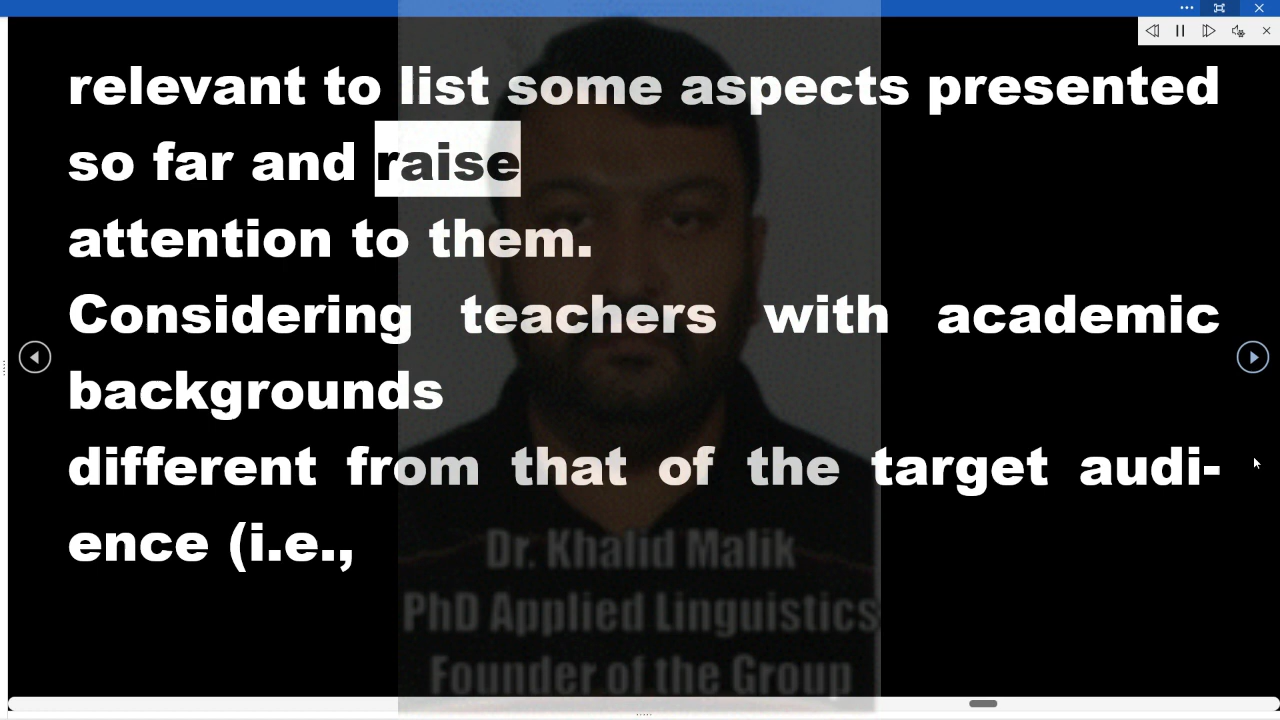 relevant to list some aspects presented
so far and raise
attention to them.
Considering teachers with academic
backgrounds
different from that of the target audi-
ence (i.e.,
Dr. Khalid Malik
PhD Applied Linguistics
Founder of the Group